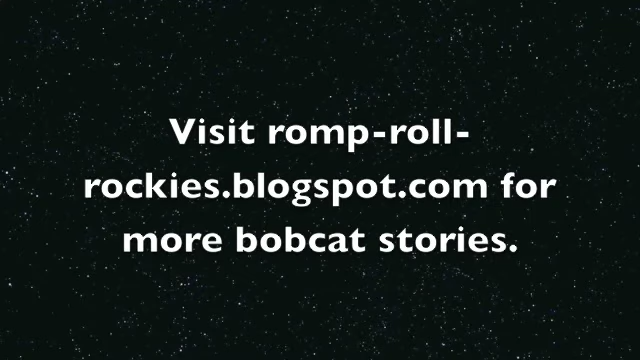 Visit romp-roll-
rockies.blogspot.com for
more bobcat stories.